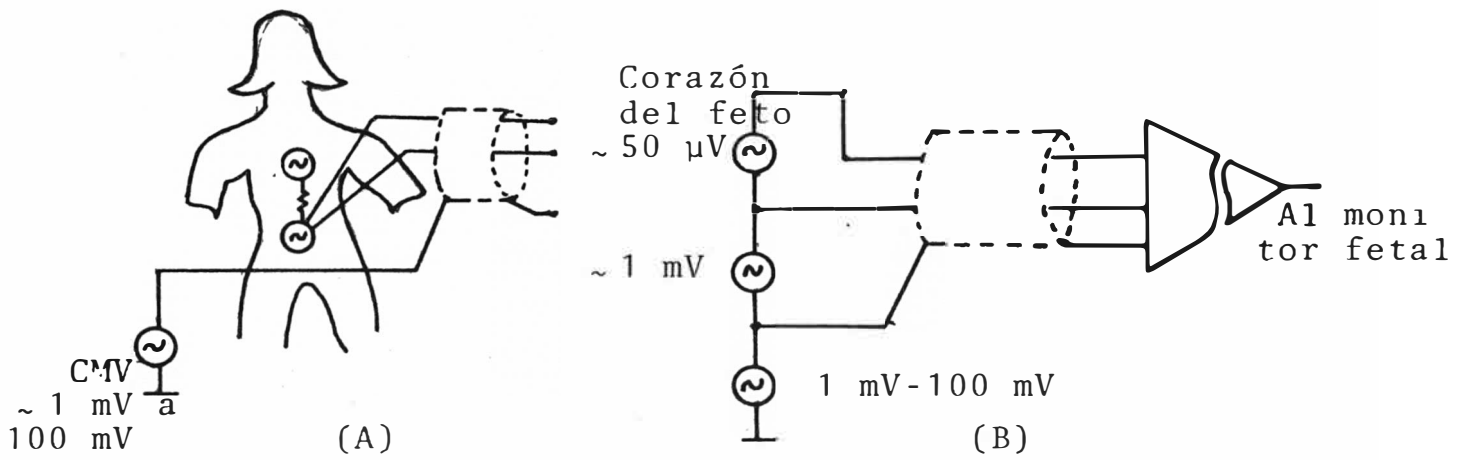 CMV
~ 1 mV a
100 mV
(A)
Corazón
del feto
~ 50 μV
~ 1 mV
1 mV-100 mV
(B)
Al moni
tor fetal